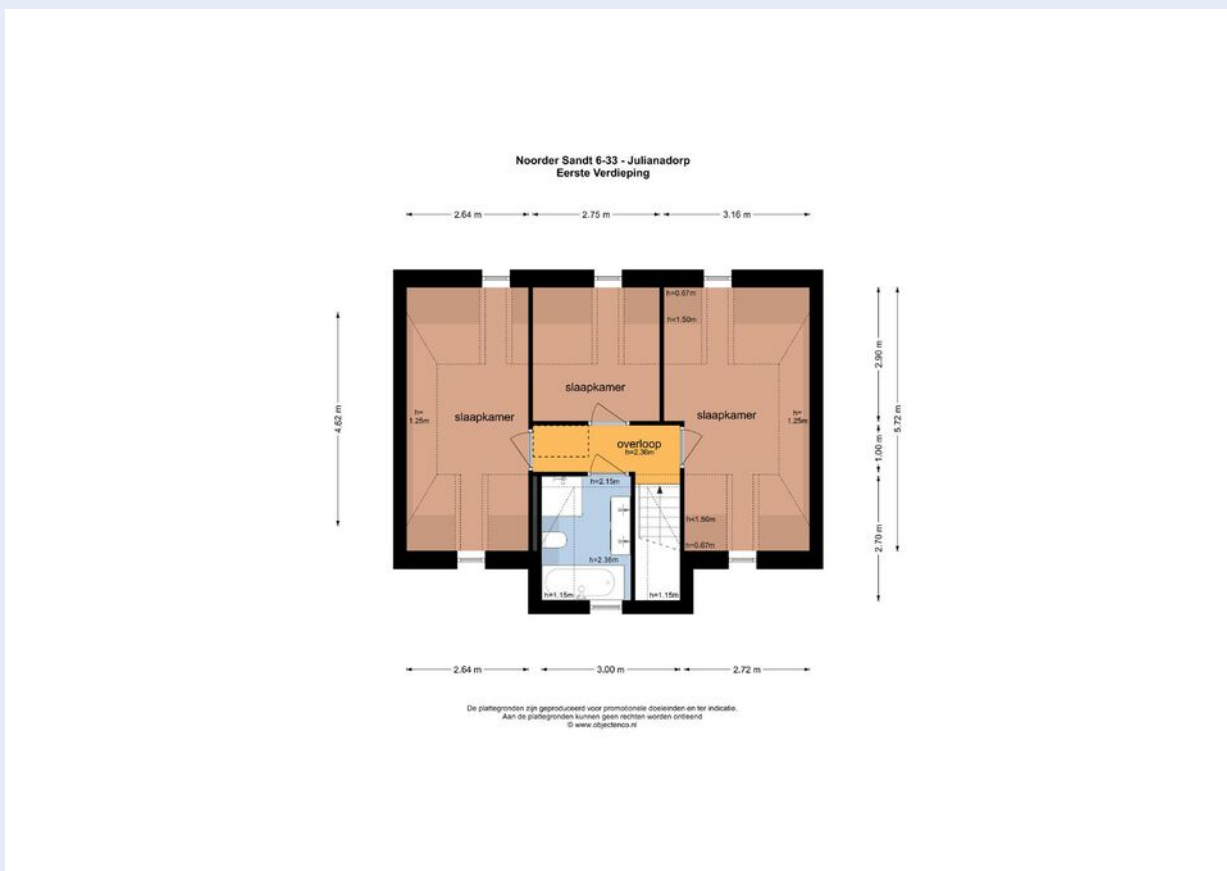 Noorder Sandt 6-33 - Julianadorp
Eerste Verdieping
2.64 m
2.75 m
3.16 m
h=0.67m
h<1.50m
2.90 m
4.62 m
5.72 m
slaapkamer
slaapkamer
slaapkamer
h=
1.25m
h=
1.25m
overloop
h=2.36m
1.00 m
h=2.15m
h<1.50m
h=0.67m
2.70 m
h=2.36m
h=1.15m
h=1.15m
2.64 m
3.00 m
2.72 m
De plattegronden zijn geproduceerd voor promotionele doeleinden en ter indicatie.
Aan de plattegronden kunnen geen rechten worden ontleend
© www.objectenco.nl